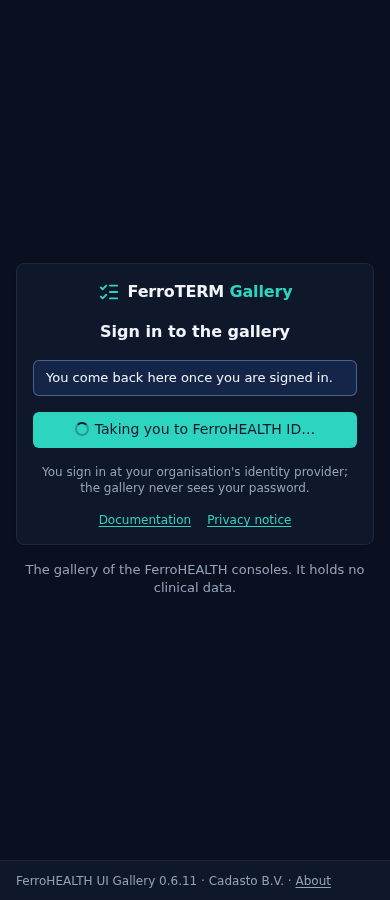 FerroTERM Gallery
Sign in to the gallery
You come back here once you are signed in.
Taking you to FerroHEALTH ID…
You sign in at your organisation's identity provider;
the gallery never sees your password.
Documentation Privacy notice
The gallery of the FerroHEALTH consoles. It holds no
clinical data.
FerroHEALTH UI Gallery 0.6.11 · Cadasto B.V. · About